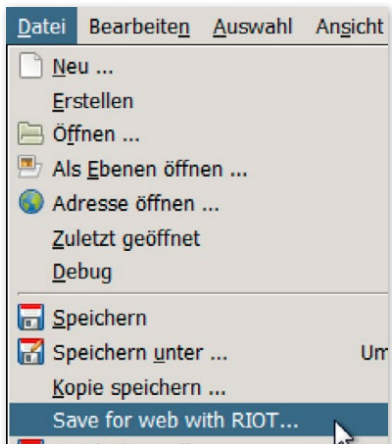 Datei Bearbeiten Auswahl Ansicht
Neu ...
Erstellen
Öffnen ...
Als Ebenen öffnen ...
Adresse öffnen ...
Zuletzt geöffnet
Debug
Speichern
Speichern unter ... Um
Kopie speichern ...
Save for web with RIOT...